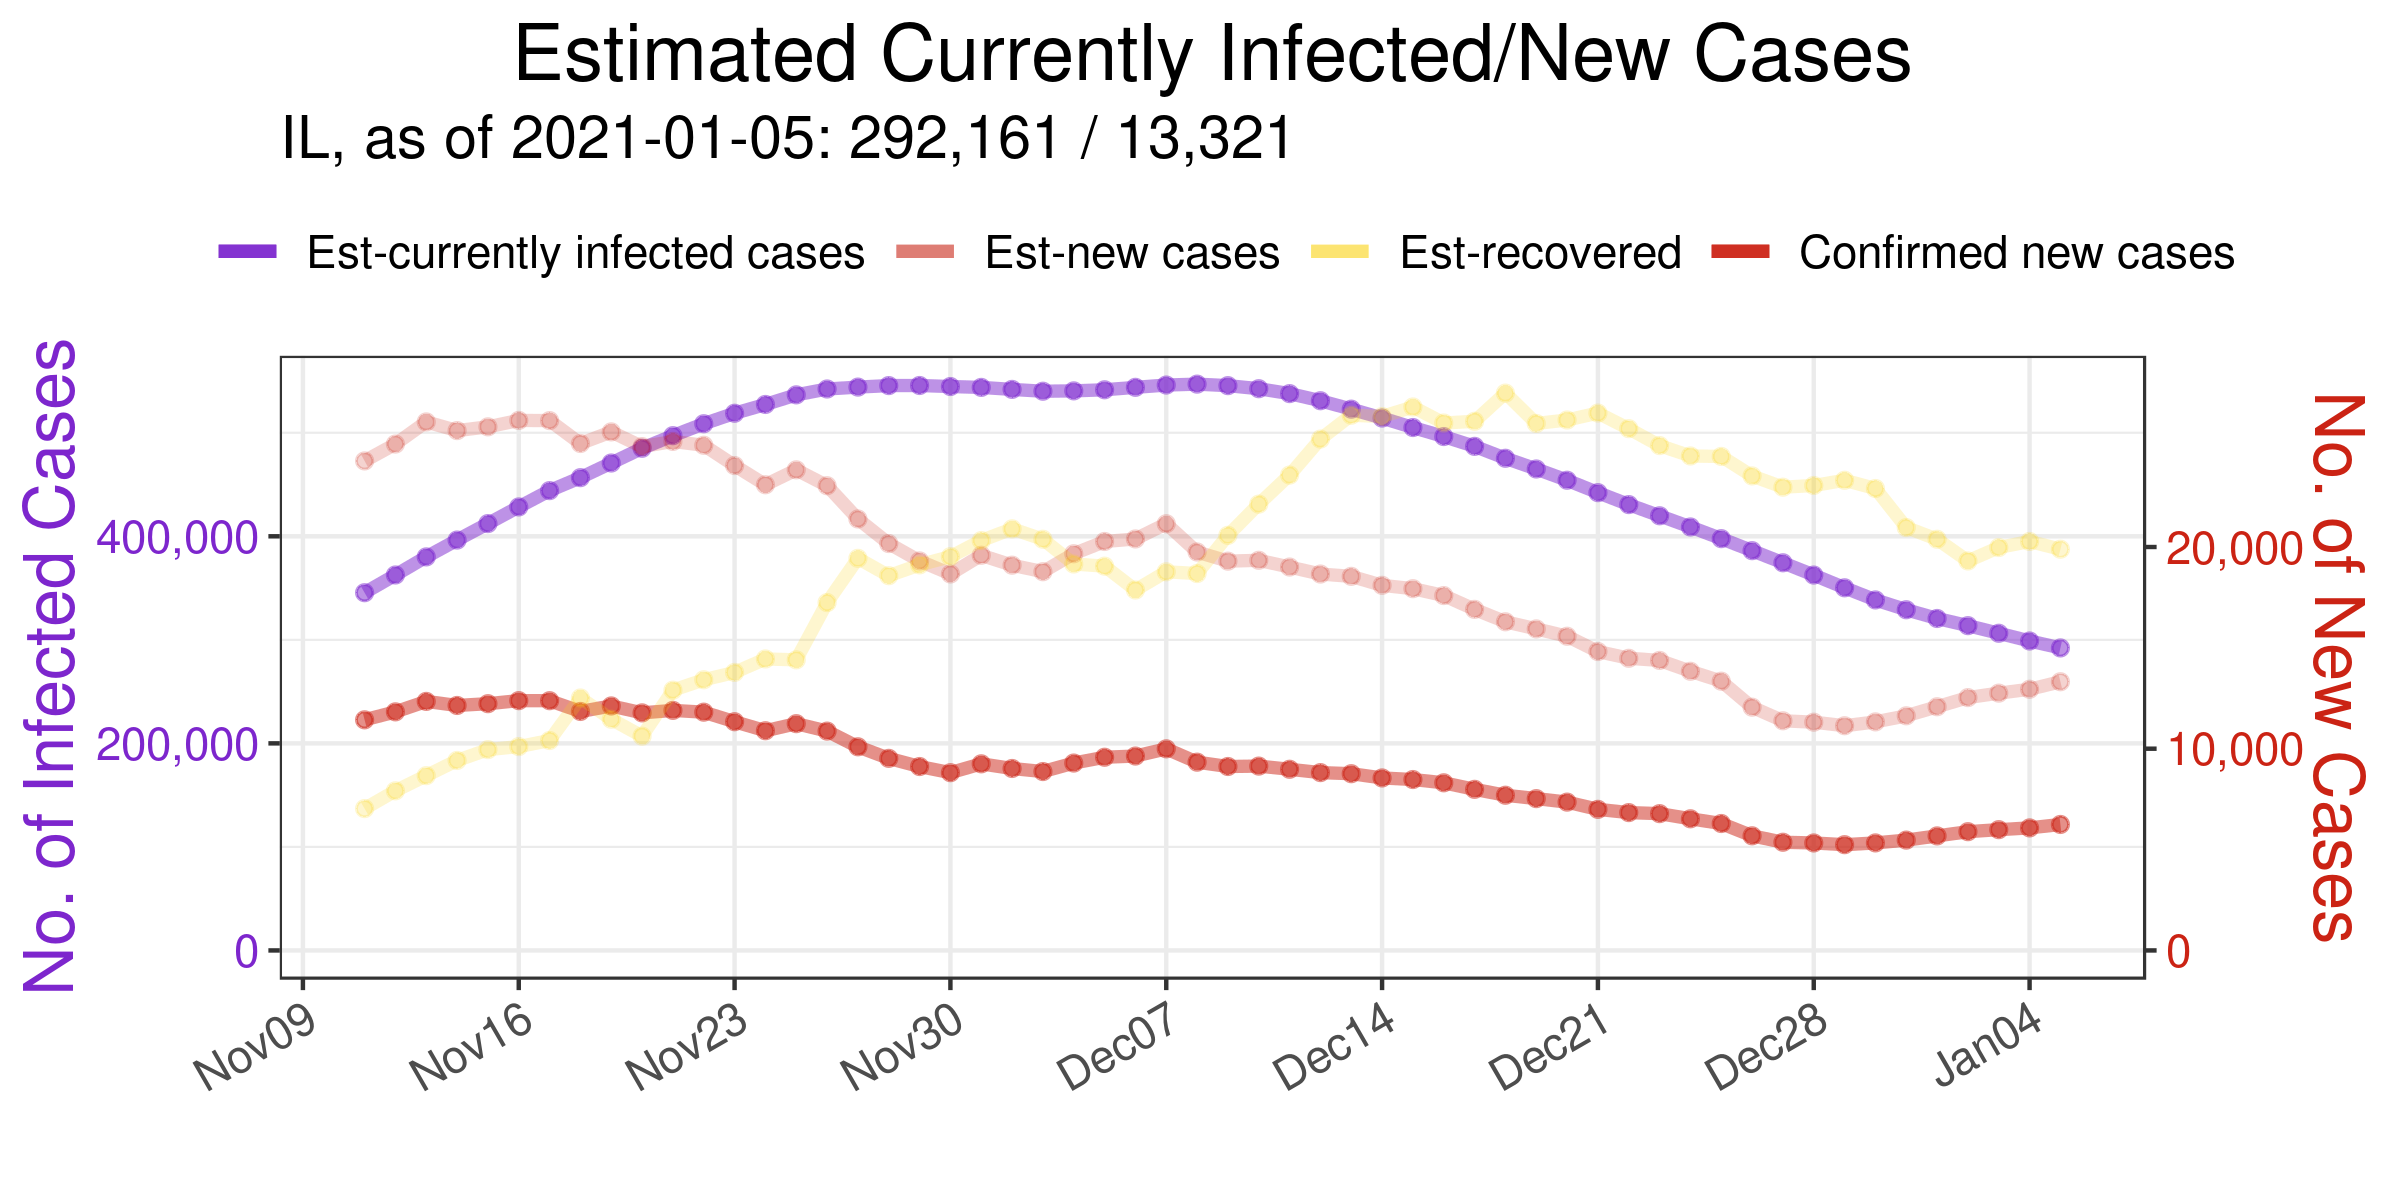 Estimated Currently Infected/New Cases
IL, as of 2021-01-05: 292,161 / 13,321
Est-currently infected cases Est-new cases Est-recovered Confirmed new cases
No. of Infected Cases
400,000
200,000
0
No. of New Cases
20,000
10,000
0
Nov09 Nov16 Nov23 Nov30 Dec07 Dec14 Dec21 Dec28 Jan04